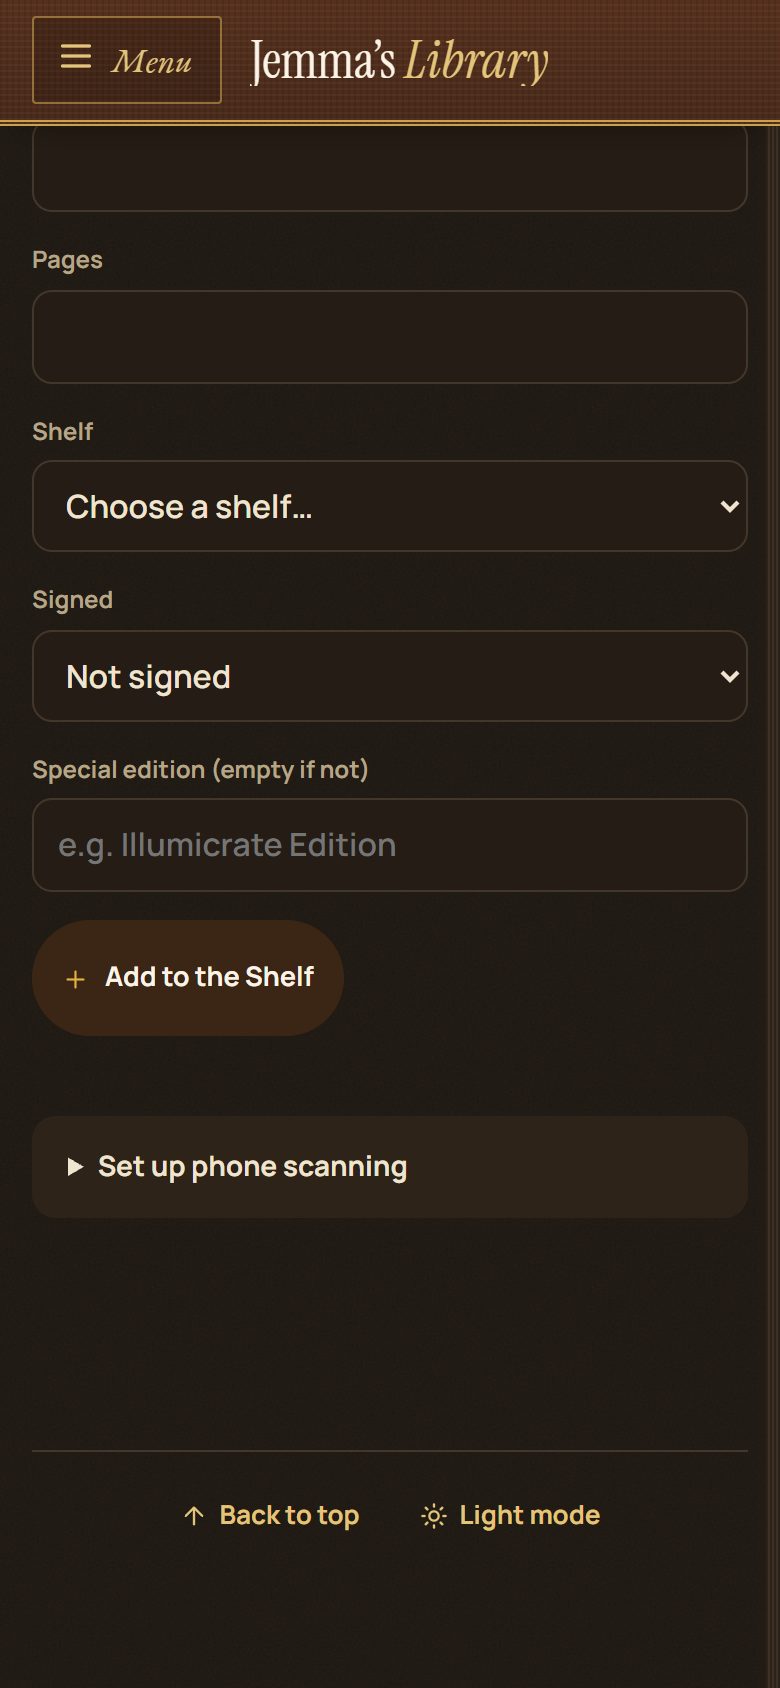 Menu
Jemma’s Library
Pages
Shelf
Choose a shelf…
Signed
Not signed
Special edition (empty if not)
e.g. Illumicrate Edition
+ Add to the Shelf
Set up phone scanning
Back to top
Light mode